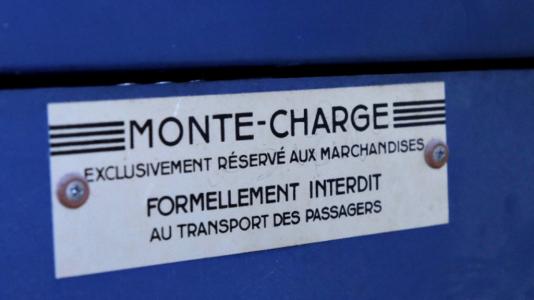 MONTE-CHARGE
EXCLUSIVEMENT RÉSERVÉ AUX MARCHANDISES
FORMELLEMENT INTERDIT
AU TRANSPORT DES PASSAGERS